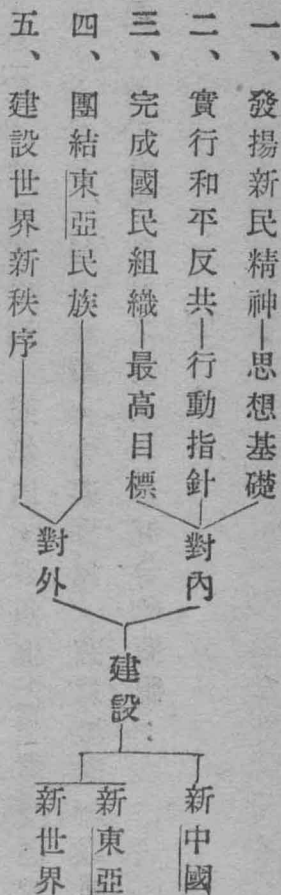 一、發揚新民精神—思想基礎
二、實行和平反共—行動指針
三、完成國民組織—最高目標
四、團結東亞民族
五、建設世界新秩序
對內
對外
建設
新中國
新東亞
新世界